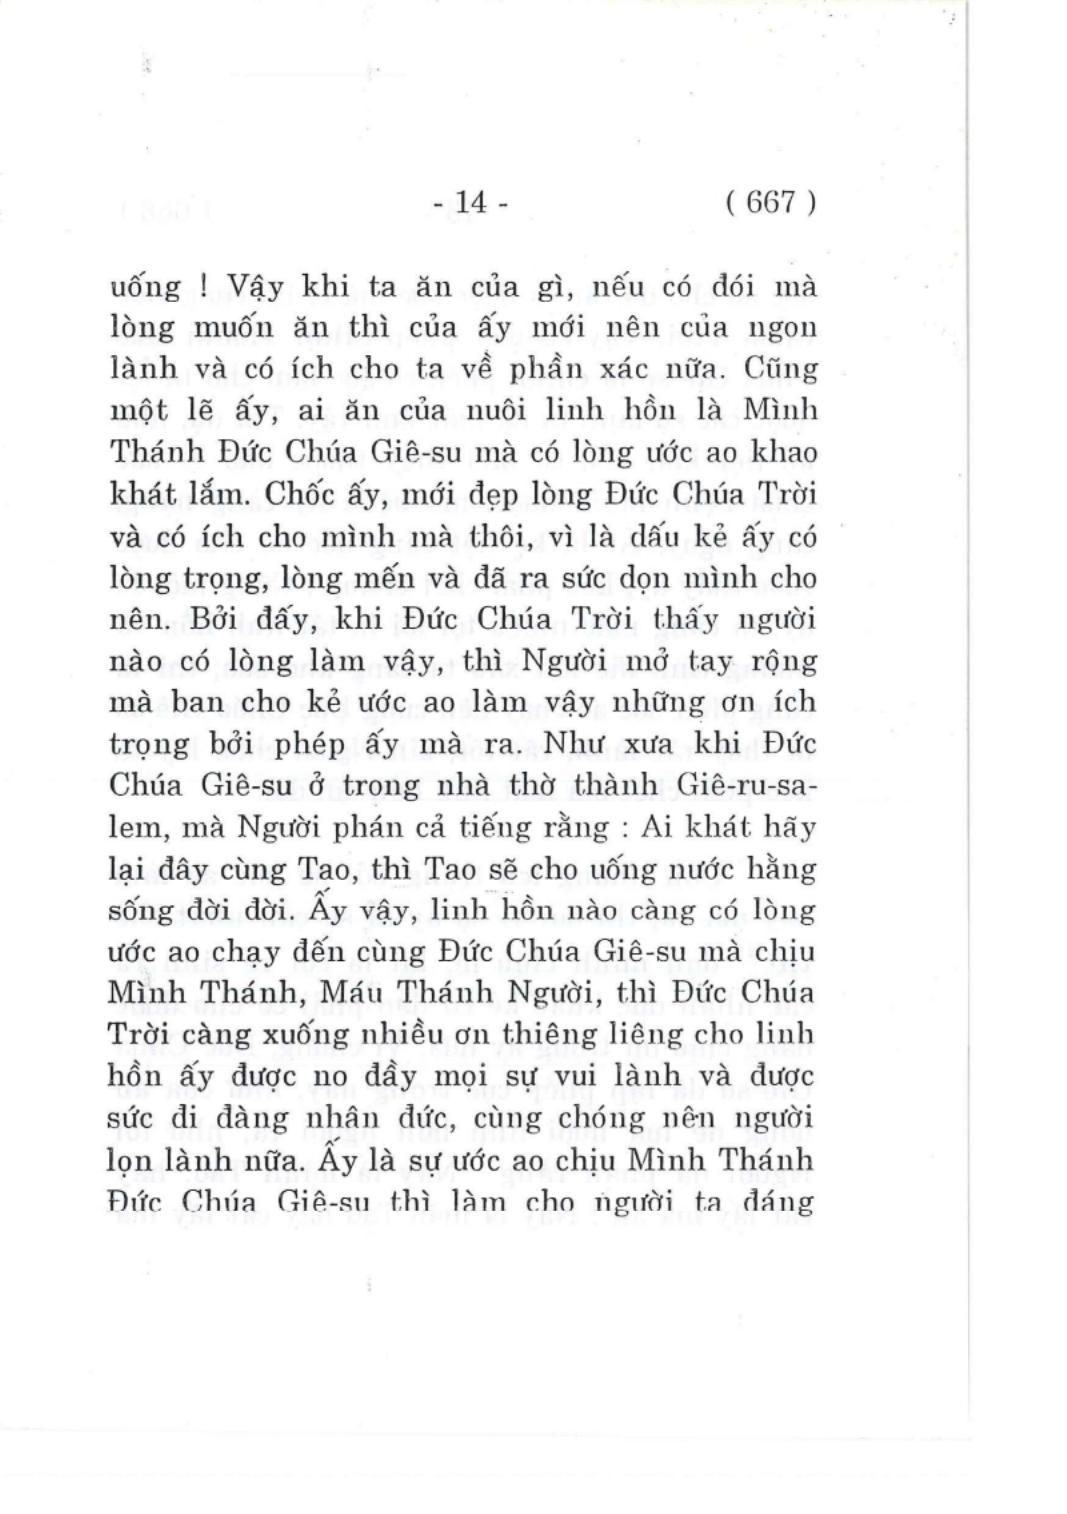 - 14 - ( 667 )
uống ! Vậy khi ta ăn của gì, nếu có đói mà
lòng muốn ăn thì của ấy mới nên của ngon
lành và có ích cho ta về phần xác nữa. Cũng
một lẽ ấy, ai ăn của nuôi linh hồn là Mình
Thánh Đức Chúa Giê-su mà có lòng ước ao khao
khát lắm. Chốc ấy, mới đẹp lòng Đức Chúa Trời
và có ích cho mình mà thôi, vì là dấu kẻ ấy có
lòng trọng, lòng mến và đã ra sức dọn mình cho
nên. Bởi đấy, khi Đức Chúa Trời thấy người
nào có lòng làm vậy, thì Người mở tay rộng
mà ban cho kẻ ước ao làm vậy những ơn ích
trọng bởi phép ấy mà ra. Như xưa khi Đức
Chúa Giê-su ở trong nhà thờ thành Giê-ru-sa-
lem, mà Người phán cả tiếng rằng : Ai khát hãy
lại đây cùng Tao, thì Tao sẽ cho uống nước hằng
sống đời đời. Ấy vậy, linh hồn nào càng có lòng
ước ao chạy đến cùng Đức Chúa Giê-su mà chịu
Mình Thánh, Máu Thánh Người, thì Đức Chúa
Trời càng xuống nhiều ơn thiêng liêng cho linh
hồn ấy được no đầy mọi sự vui lành và được
sức đi đàng nhân đức, cùng chóng nên người
lọn lành nữa. Ấy là sự ước ao chịu Mình Thánh
Đức Chúa Giê-su thì làm cho người ta đáng